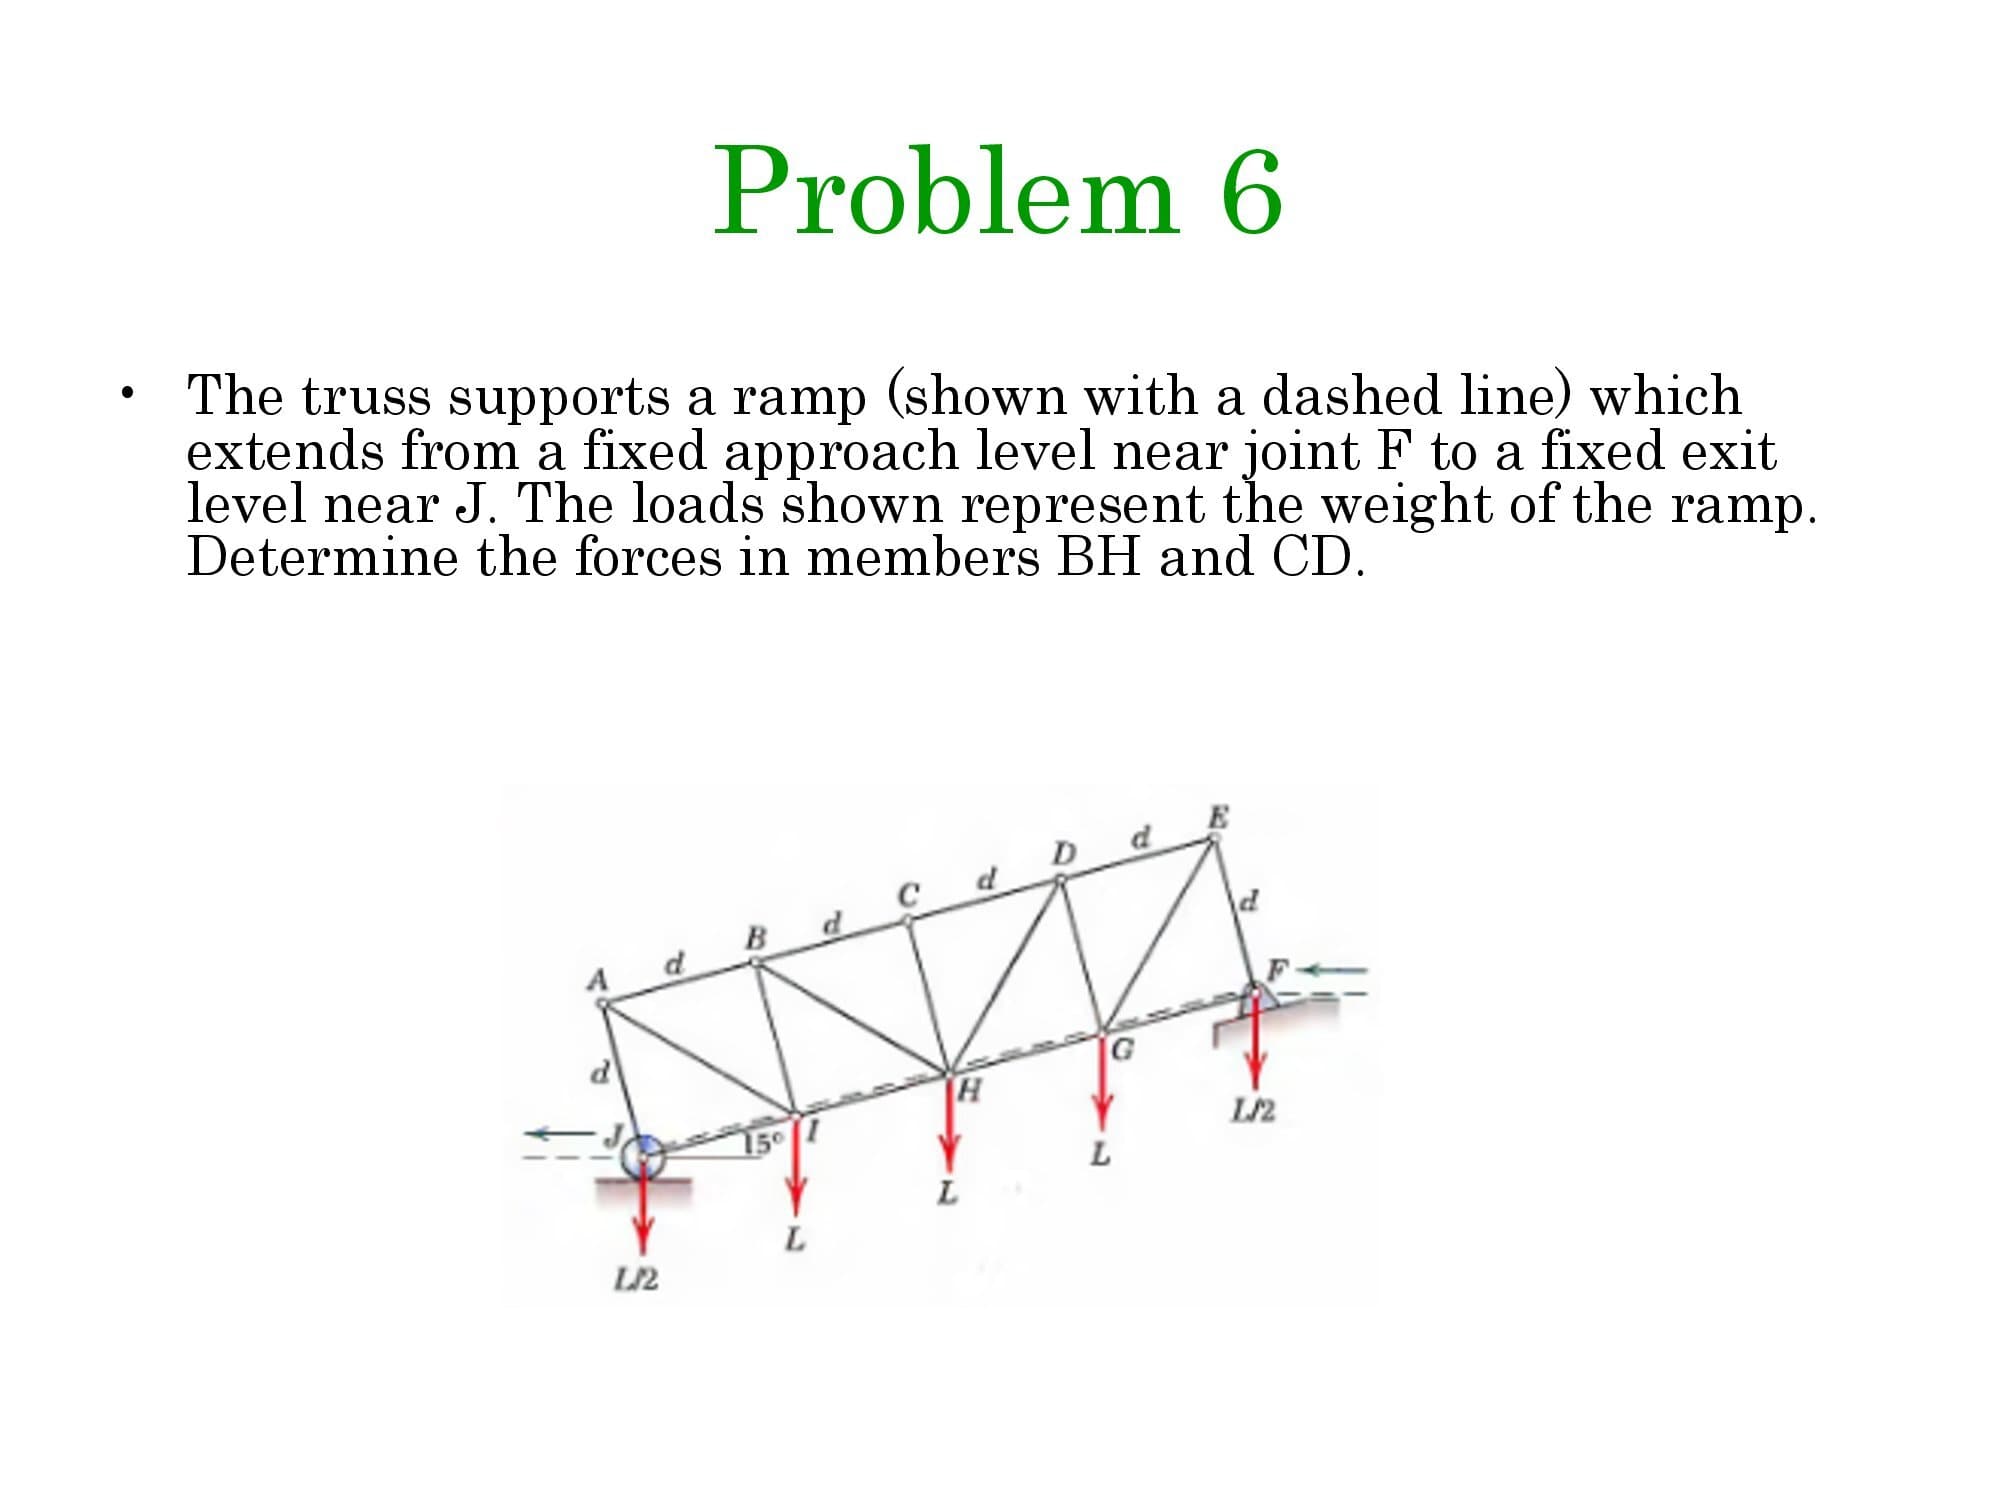 Problem 6
• The truss supports a ramp (shown with a dashed line) which
extends from a fixed approach level near joint F to a fixed exit
level near J. The loads shown represent the weight of the ramp.
Determine the forces in members BH and CD.
E
d
D
d
C
d
d
B
F
d
A
G
d
H
L/2
J
15° I
L
L
L
L/2